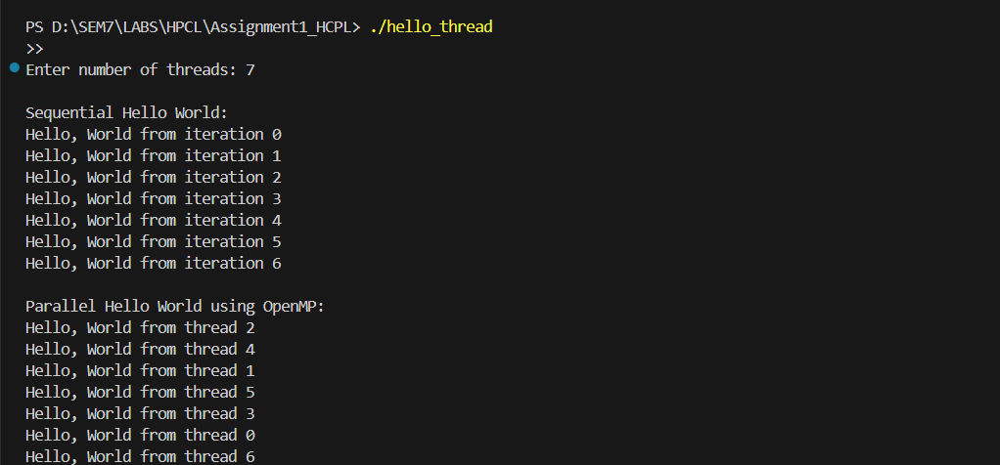 PS D:\SEM7\LABS\HPCL\Assignment1_HCPL> ./hello_thread
>>
Enter number of threads: 7
Sequential Hello World:
Hello, World from iteration 0
Hello, World from iteration 1
Hello, World from iteration 2
Hello, World from iteration 3
Hello, World from iteration 4
Hello, World from iteration 5
Hello, World from iteration 6
Parallel Hello World using OpenMP:
Hello, World from thread 2
Hello, World from thread 4
Hello, World from thread 1
Hello, World from thread 5
Hello, World from thread 3
Hello, World from thread 0
Hello, World from thread 6